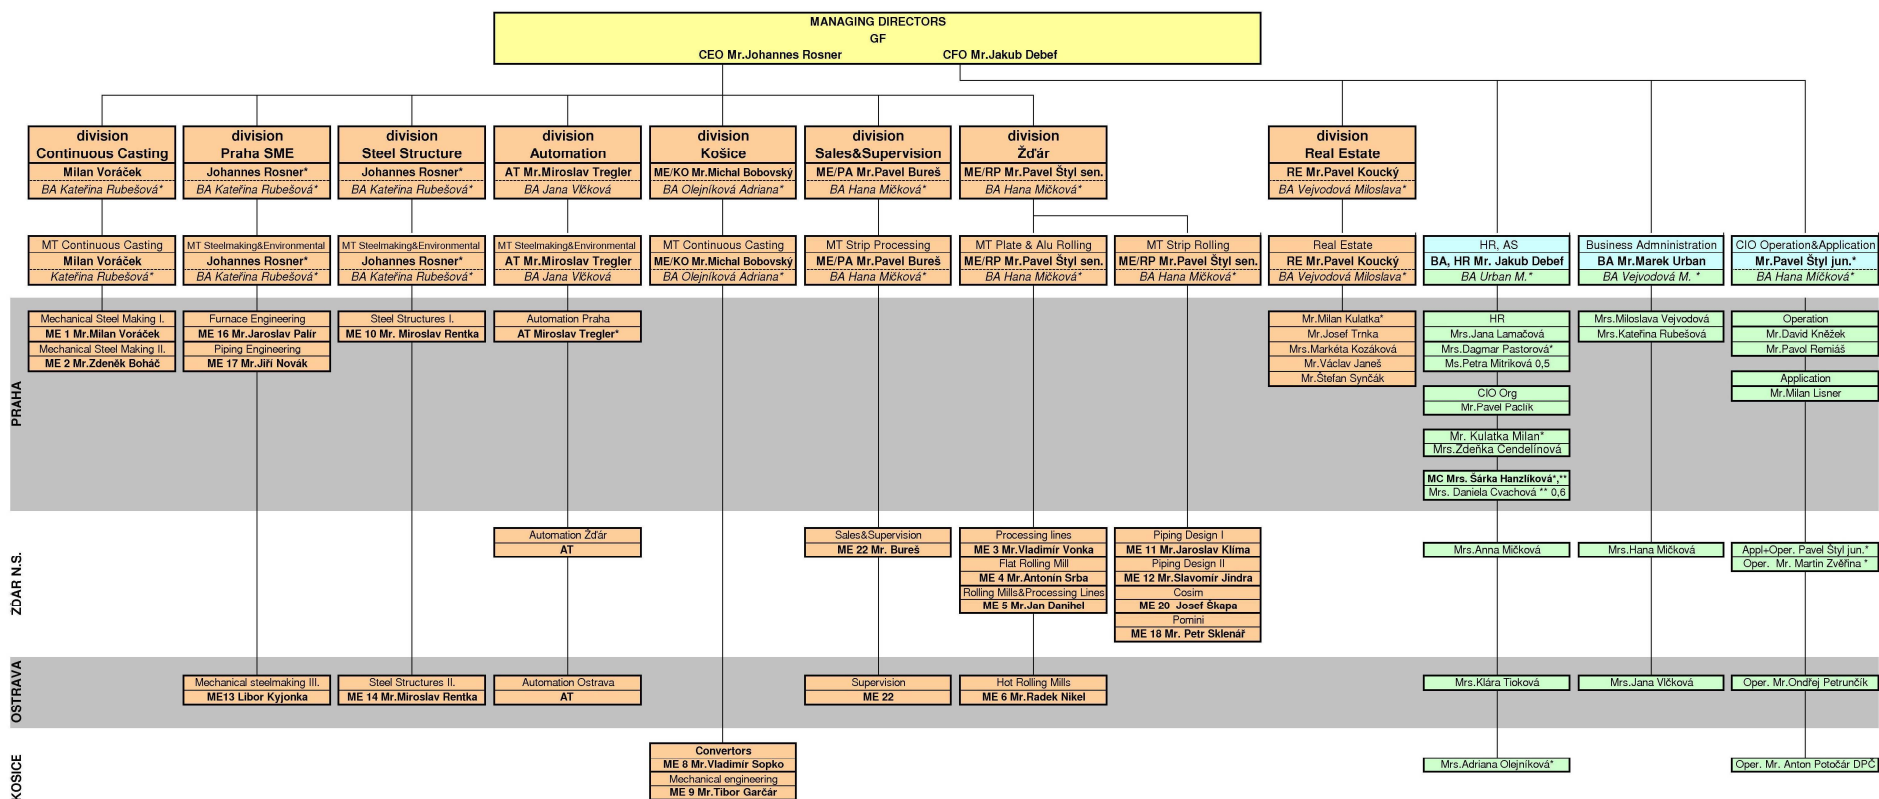 MANAGING DIRECTORS
GF
CEO Mr.Johannes Rosner CFO Mr.Jakub Debef
division
Continuous Casting
Milan Voráček
BA Kateřina Rubešová*
division
Praha SME
Johannes Rosner*
BA Kateřina Rubešová*
division
Steel Structure
Johannes Rosner*
BA Kateřina Rubešová*
division
Automation
AT Mr.Miroslav Tregler
BA Jana Vlčková
division
Košice
ME/KO Mr.Michal Bobovský
BA Olejníková Adriana*
division
Sales&Supervision
ME/PA Mr.Pavel Bureš
BA Hana Mičková*
division
Žďár
ME/RP Mr.Pavel Štyl sen.
BA Hana Mičková*
division
Real Estate
RE Mr.Pavel Koucký
BA Vejvodová Miloslava*
MT Continuous Casting
Milan Voráček
Kateřina Rubešová*
MT Steelmaking&Environmental
Johannes Rosner*
BA Kateřina Rubešová*
MT Steelmaking&Environmental
Johannes Rosner*
BA Kateřina Rubešová*
MT Steelmaking&Environmental
AT Mr.Miroslav Tregler
BA Jana Vlčková
MT Continuous Casting
ME/KO Mr.Michal Bobovský
BA Olejníková Adriana*
MT Strip Processing
ME/PA Mr.Pavel Bureš
BA Hana Mičková*
MT Plate & Alu Rolling
ME/RP Mr.Pavel Štyl sen.
BA Hana Mičková*
MT Strip Rolling
ME/RP Mr.Pavel Štyl sen.
BA Hana Mičková*
Real Estate
RE Mr.Pavel Koucký
BA Vejvodová Miloslava*
HR, AS
BA, HR Mr. Jakub Debef
BA Urban M.*
Business Admninistration
BA Mr.Marek Urban
BA Vejvodová M. *
CIO Operation&Application
Mr.Pavel Štyl jun.*
BA Hana Míčková*
PRAHA
Mechanical Steel Making I.
ME 1 Mr.Milan Voráček
Mechanical Steel Making II.
ME 2 Mr.Zdeněk Boháč
Furnace Engineering
ME 16 Mr.Jaroslav Palír
Piping Engineering
ME 17 Mr.Jiří Novák
Steel Structures I.
ME 10 Mr. Miroslav Rentka
Automation Praha
AT Miroslav Tregler*
Mr.Milan Kulatka*
Mr.Josef Trnka
Mrs.Markéta Kozáková
Mr.Václav Janeš
Mr.Štefan Synčák
HR
Mrs.Jana Lamačová
Mrs.Dagmar Pastorová*
Ms.Petra Mitriková 0,5
CIO Org
Mr.Pavel Paclík
Mr. Kulatka Milan*
Mrs.Zdeňka Cendelínová
MC Mrs. Šárka Hanzlíková*,**
Mrs. Daniela Cvachová ** 0,6
Mrs.Miloslava Vejvodová
Mrs.Kateřina Rubešová
Operation
Mr.David Kněžek
Mr.Pavol Remiáš
Application
Mr.Milan Lisner
ŽĎAR N.S.
Automation Žďár
AT
Sales&Supervision
ME 22 Mr. Bureš
Processing lines
ME 3 Mr.Vladimír Vonka
Flat Rolling Mill
ME 4 Mr.Antonín Srba
Rolling Mills&Processing Lines
ME 5 Mr.Jan Danihel
Piping Design I
ME 11 Mr.Jaroslav Klíma
Piping Design II
ME 12 Mr.Slavomír Jindra
Cosim
ME 20 Josef Škapa
Pomini
ME 18 Mr. Petr Sklenář
Mrs.Anna Mičková
Mrs.Hana Mičková
Appl+Oper. Pavel Štyl jun.*
Oper. Mr. Martin Zvěřina *
OSTRAVA
Mechanical steelmaking III.
ME13 Libor Kyjonka
Steel Structures II.
ME 14 Mr.Miroslav Rentka
Automation Ostrava
AT
Supervision
ME 22
Hot Rolling Mills
ME 6 Mr.Radek Nikel
Mrs.Klára Tioková
Mrs.Jana Vlčková
Oper. Mr.Ondřej Petrunčík
KOSICE
Convertors
ME 8 Mr.Vladimír Sopko
Mechanical engineering
ME 9 Mr.Tibor Garčár
Mrs.Adriana Olejníková*
Oper. Mr. Anton Potočár DPČ